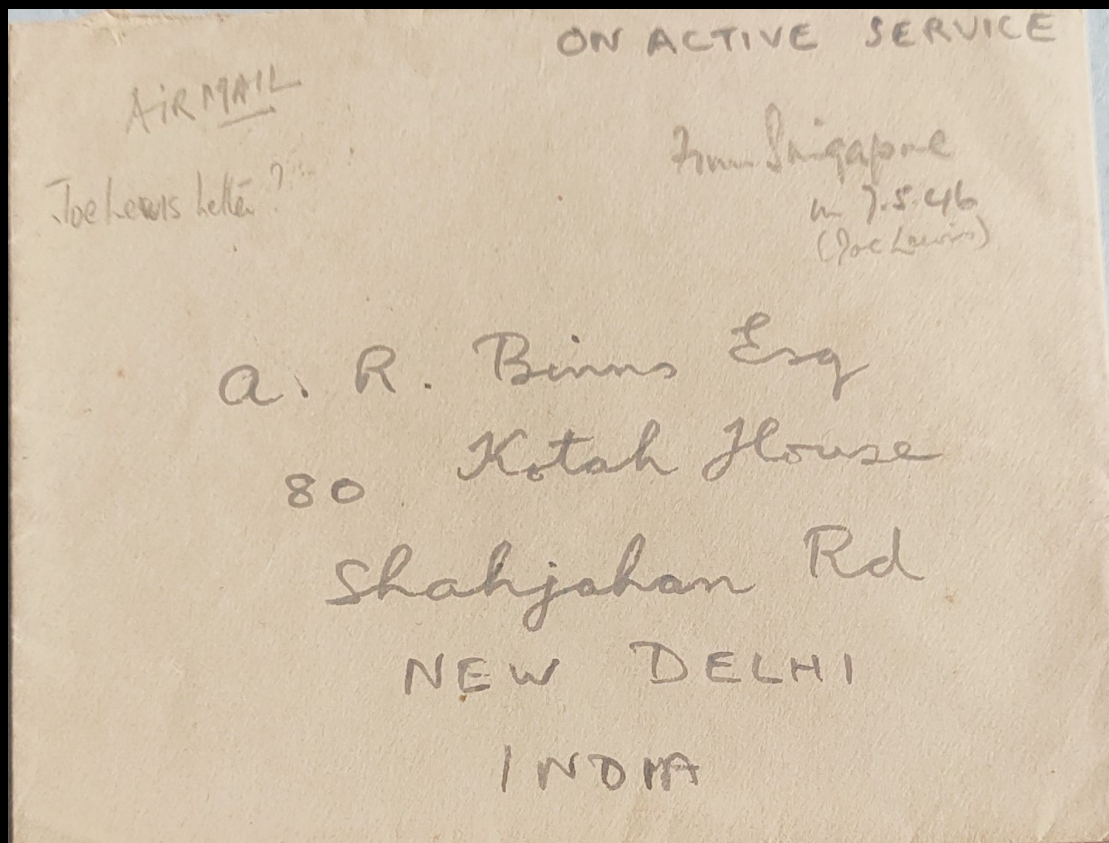 ON ACTIVE SERVICE
AIR MAIL
from Singapore
Joe Lewis letter?
in 7.5.46
(Joe Lewis)
A. R. Binns Esq
80 Kotah House
Shahjahan Rd
NEW DELHI
INDIA